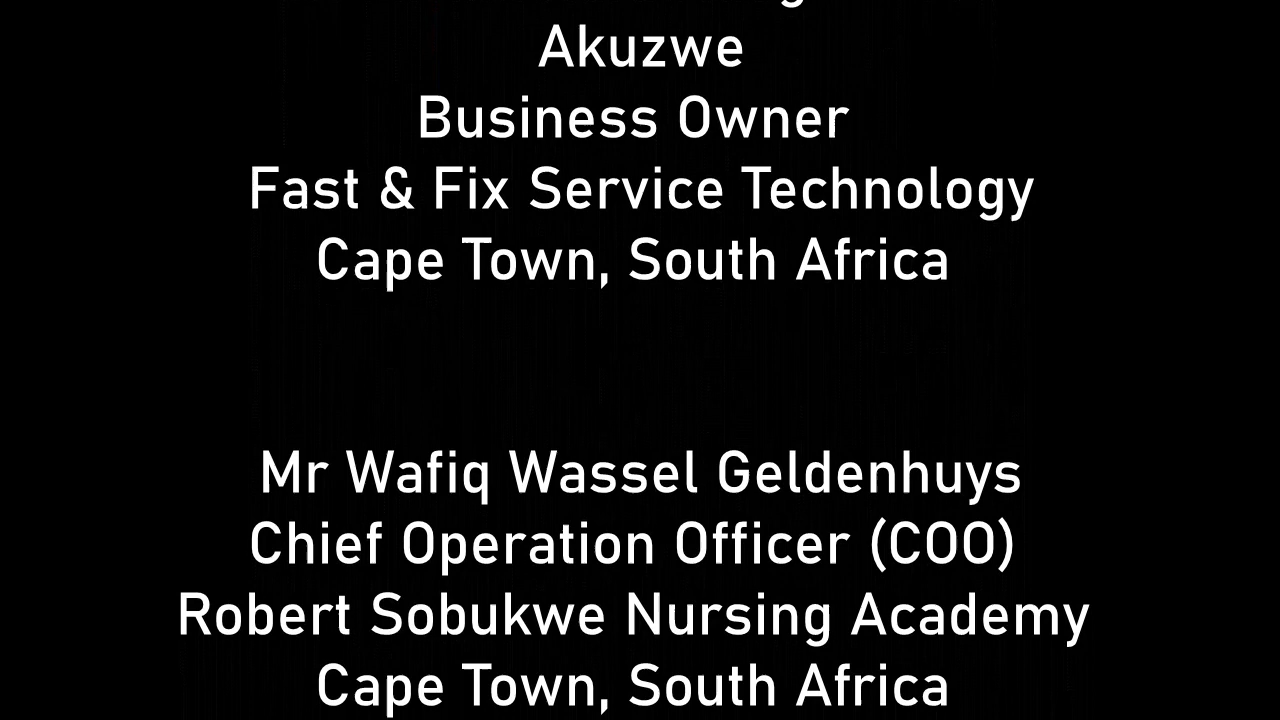 Akuzwe
Business Owner
Fast & Fix Service Technology
Cape Town, South Africa
Mr Wafiq Wassel Geldenhuys
Chief Operation Officer (COO)
Robert Sobukwe Nursing Academy
Cape Town, South Africa